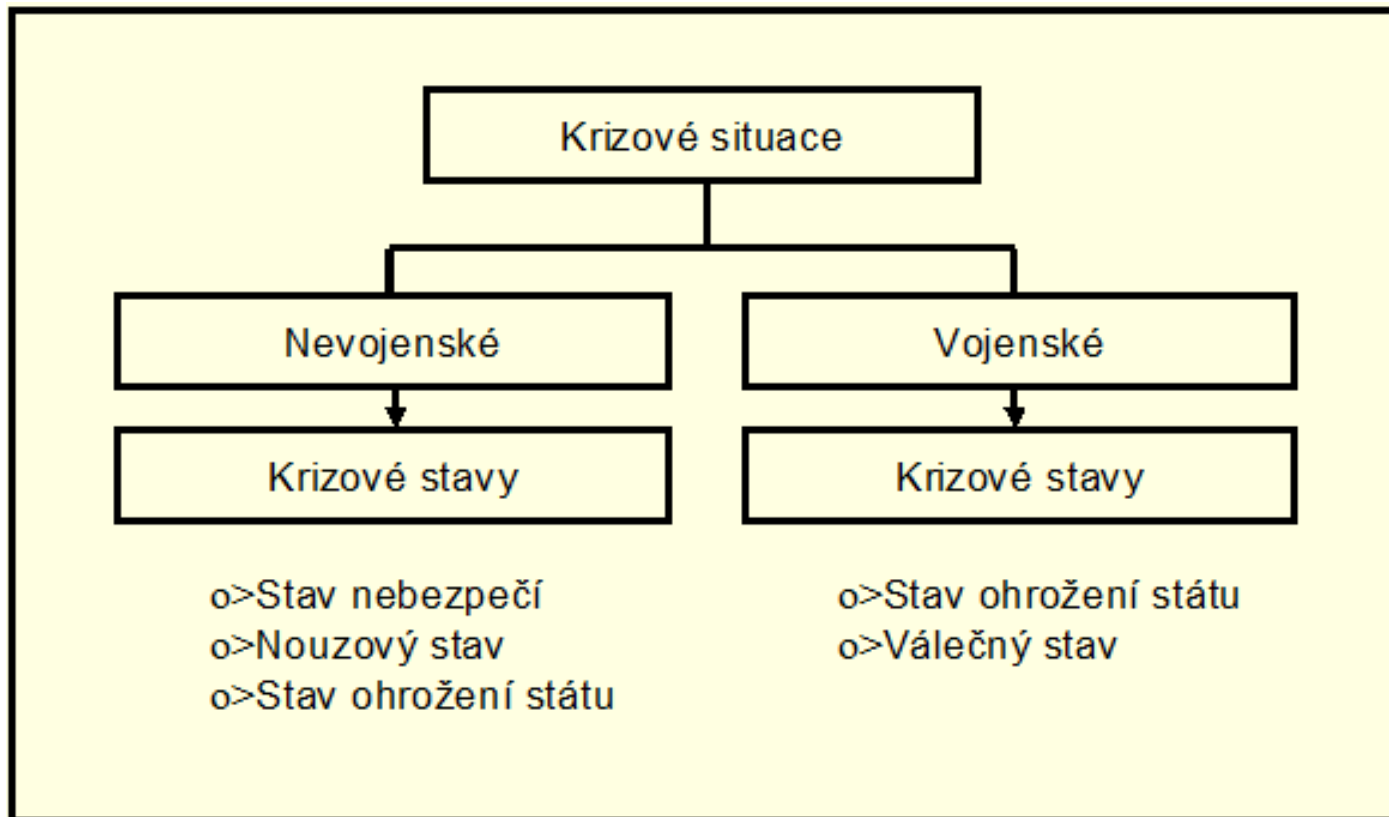 Krizové situace
Nevojenské
Vojenské
Krizové stavy
Krizové stavy
o>Stav nebezpečí
o>Nouzový stav
o>Stav ohrožení státu
o>Stav ohrožení státu
o>Válečný stav